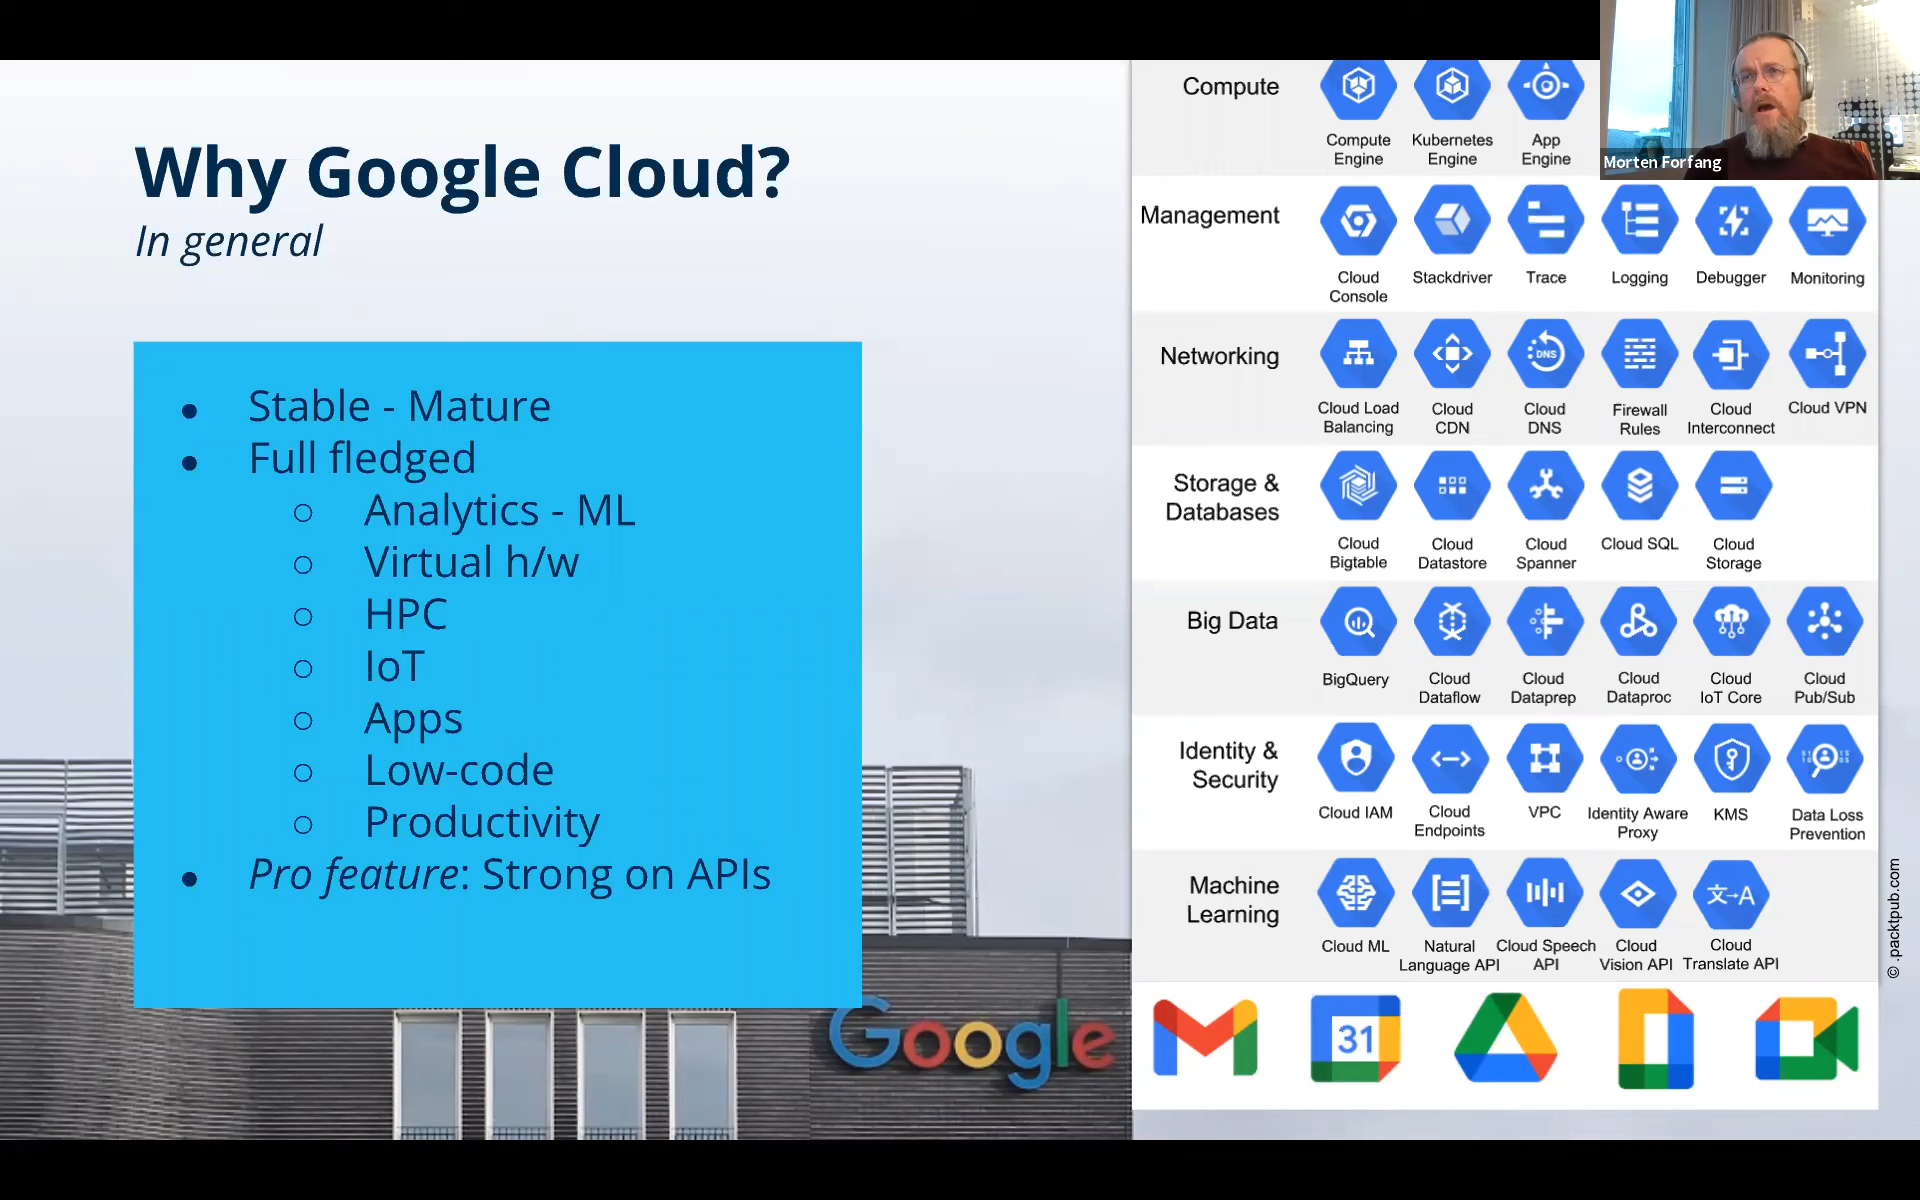 Why Google Cloud?
In general
Stable - Mature
Full fledged
Analytics - ML
Virtual h/w
HPC
IoT
Apps
Low-code
Productivity
Pro feature: Strong on APIs
Google
Compute
Compute
Engine
Kubernetes
Engine
App
Engine
Morten Forfang
Management
Cloud
Console
Stackdriver
Trace
Logging
Debugger
Monitoring
Networking
DNS
Cloud Load
Balancing
Cloud
CDN
Cloud
DNS
Firewall
Rules
Cloud
Interconnect
Cloud VPN
Storage &
Databases
Cloud
Bigtable
Cloud
Datastore
Cloud
Spanner
Cloud SQL
Cloud
Storage
Big Data
BigQuery
Cloud
Dataflow
Cloud
Dataprep
Cloud
Dataproc
Cloud
IoT Core
Cloud
Pub/Sub
Identity &
Security
Cloud IAM
Cloud
Endpoints
VPC
Identity Aware
Proxy
KMS
Data Loss
Prevention
Machine
Learning
文→A
Cloud ML
Natural
Language API
Cloud Speech
API
Cloud
Vision API
Cloud
Translate API
31
© .packtpub.com